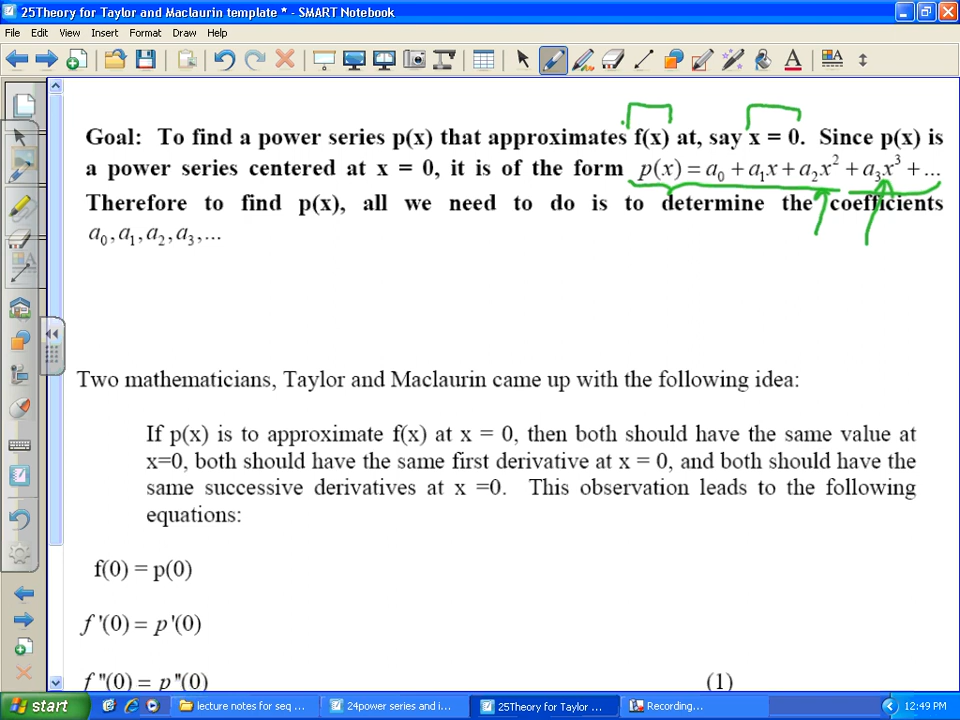 25Theory for Taylor and Maclaurin template * - SMART Notebook
File Edit View Insert Format Draw Help
Goal: To find a power series p(x) that approximates f(x) at, say x = 0. Since p(x) is
a power series centered at x = 0, it is of the form p(x) = a₀ + a₁x + a₂x² + a₃x³ + ...
Therefore to find p(x), all we need to do is to determine the coefficients
a₀, a₁, a₂, a₃, ...
Two mathematicians, Taylor and Maclaurin came up with the following idea:
If p(x) is to approximate f(x) at x = 0, then both should have the same value at
x=0, both should have the same first derivative at x = 0, and both should have the
same successive derivatives at x =0. This observation leads to the following
equations:
f(0) = p(0)
f '(0) = p '(0)
f "(0) = p "(0) (1)
start lecture notes for seq ... 24power series and i... 25Theory for Taylor ... Recording... 12:49 PM